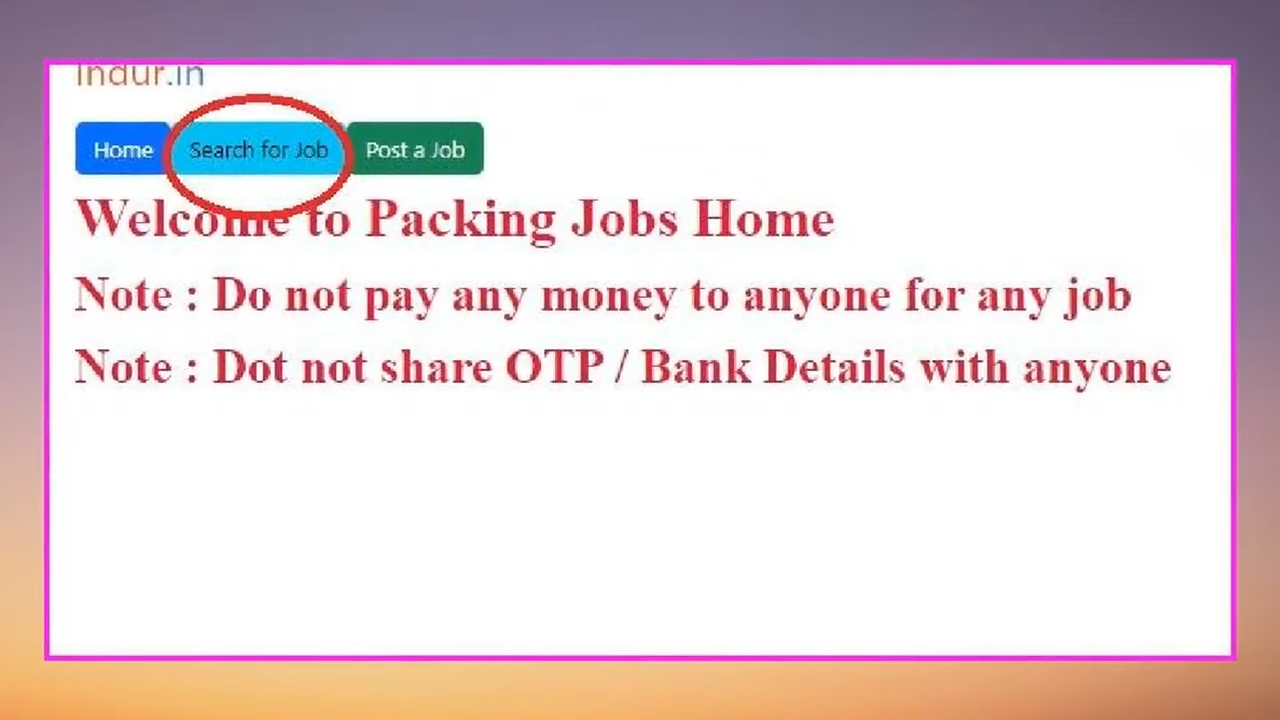 Indur.in
Home Search for Job Post a Job
Welcome to Packing Jobs Home
Note : Do not pay any money to anyone for any job
Note : Dot not share OTP / Bank Details with anyone